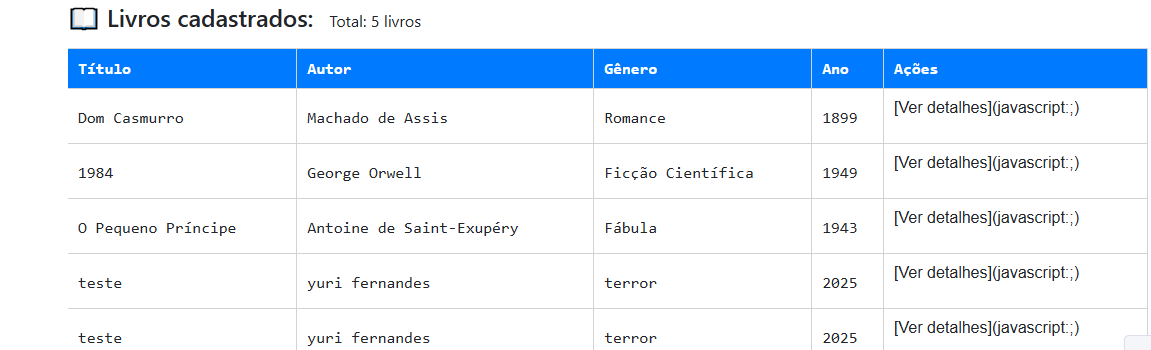 Livros cadastrados: Total: 5 livros
Título Autor Gênero Ano Ações
Dom Casmurro Machado de Assis Romance 1899 [Ver detalhes](javascript:;)
1984 George Orwell Ficção Científica 1949 [Ver detalhes](javascript:;)
O Pequeno Príncipe Antoine de Saint-Exupéry Fábula 1943 [Ver detalhes](javascript:;)
teste yuri fernandes terror 2025 [Ver detalhes](javascript:;)
teste yuri fernandes terror 2025 [Ver detalhes](javascript:;)